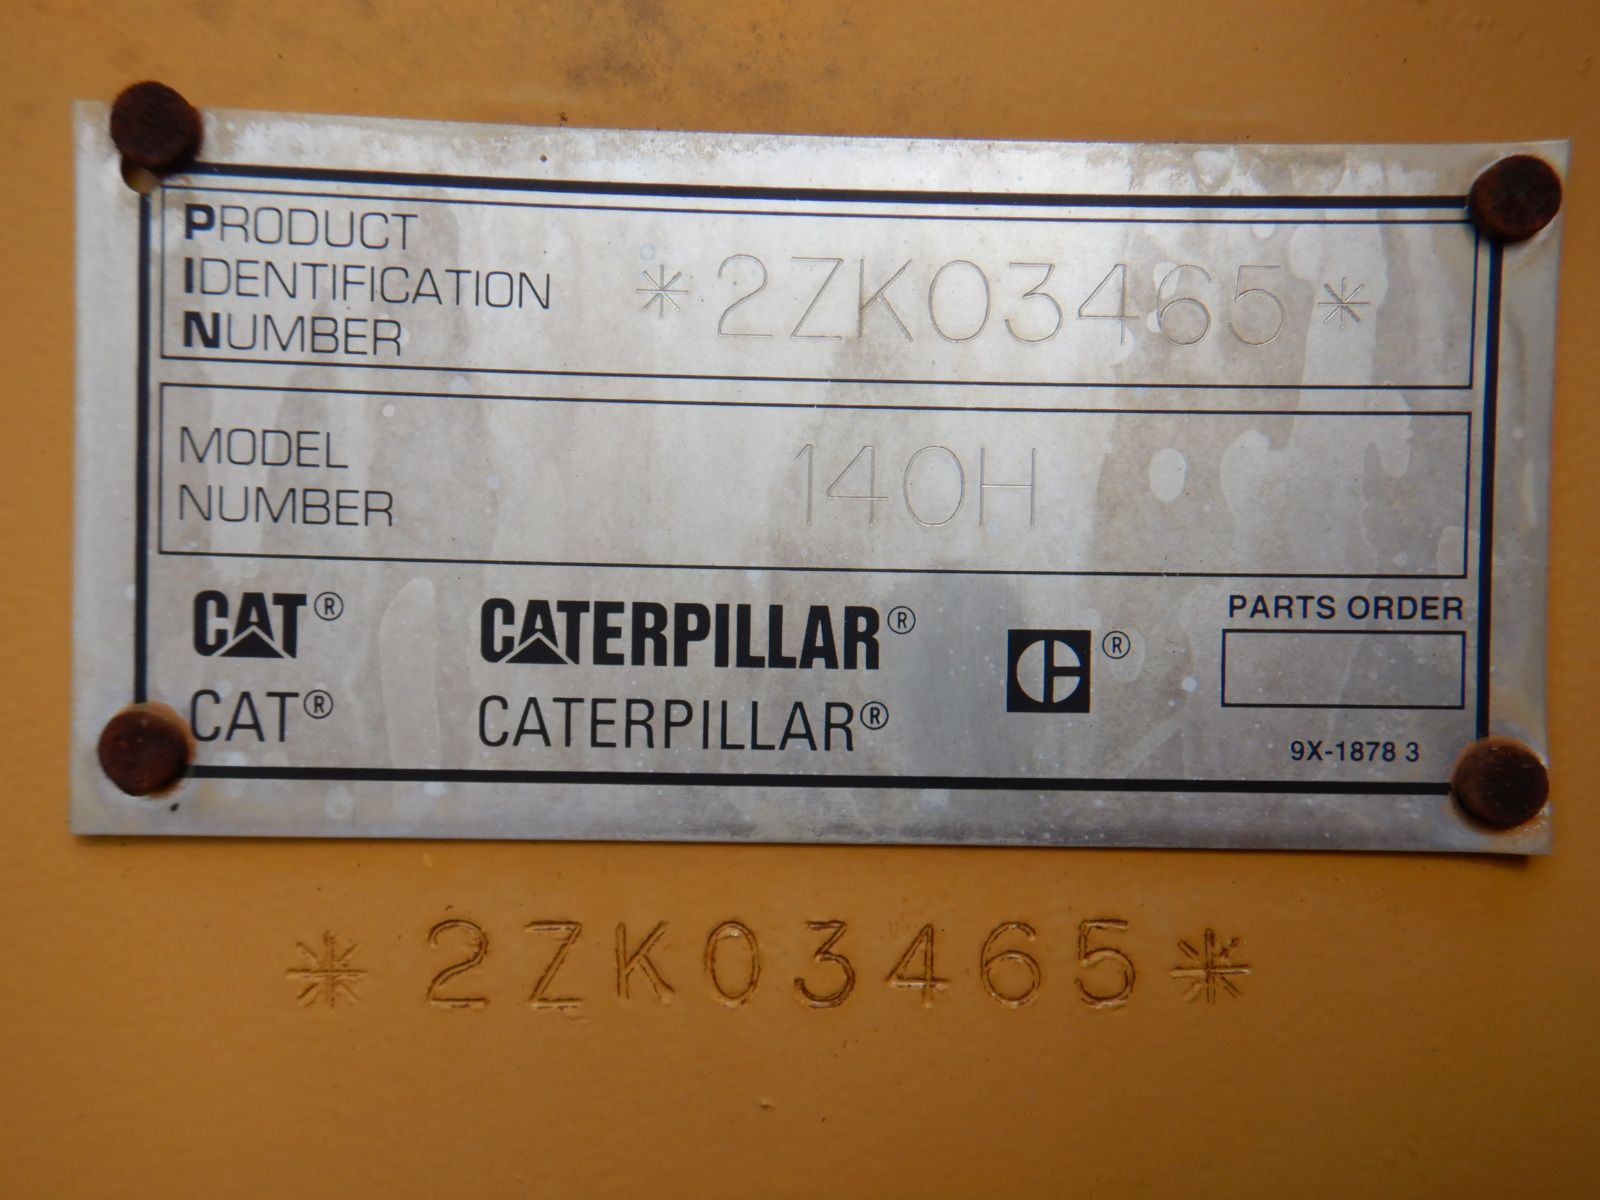 PRODUCT
IDENTIFICATION
NUMBER
*2ZK03465*
MODEL
NUMBER
140H
CAT® CATERPILLAR® C® PARTS ORDER
CAT® CATERPILLAR®
9X-1878 3
*2ZK03465*